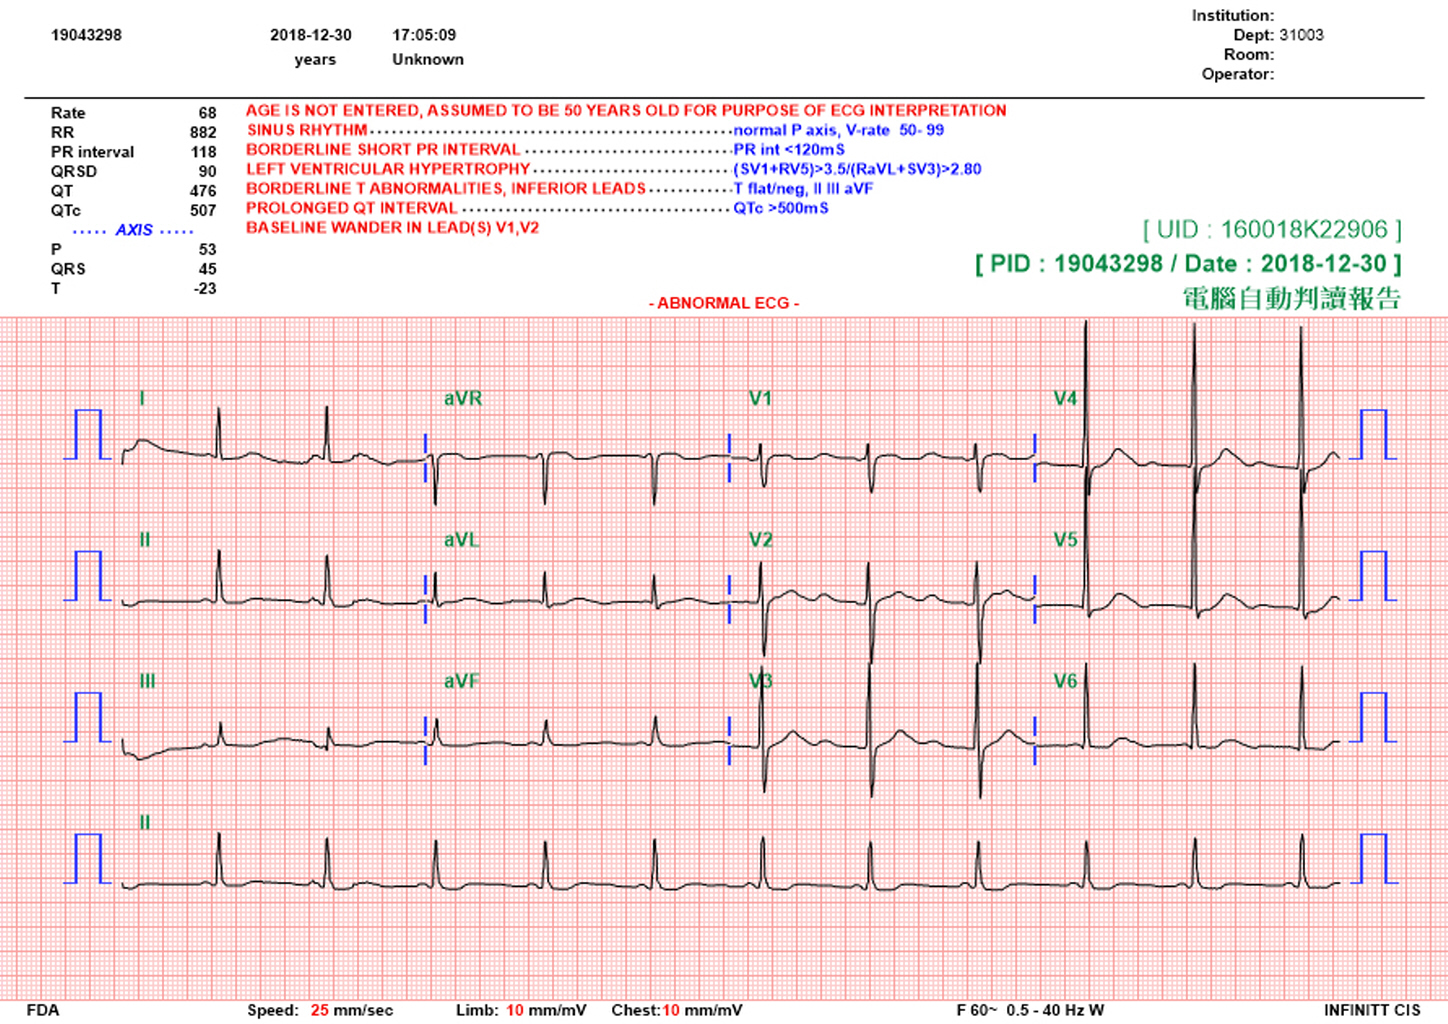 Institution:
19043298 2018-12-30 17:05:09 Dept: 31003
years Unknown Room:
Operator:
Rate 68 AGE IS NOT ENTERED, ASSUMED TO BE 50 YEARS OLD FOR PURPOSE OF ECG INTERPRETATION
RR 882 SINUS RHYTHM normal P axis, V-rate 50- 99
PR interval 118 BORDERLINE SHORT PR INTERVAL PR int <120mS
QRSD 90 LEFT VENTRICULAR HYPERTROPHY (SV1+RV5)>3.5/(RaVL+SV3)>2.80
QT 476 BORDERLINE T ABNORMALITIES, INFERIOR LEADS T flat/neg, II III aVF
QTc 507 PROLONGED QT INTERVAL QTc >500mS
····· AXIS ····· BASELINE WANDER IN LEAD(S) V1,V2
[ UID : 160018K22906 ]
P 53
[ PID : 19043298 / Date : 2018-12-30 ]
QRS 45
T -23
電腦自動判讀報告
- ABNORMAL ECG -
I aVR V1 V4
II aVL V2 V5
III aVF V3 V6
II
FDA Speed: 25 mm/sec Limb: 10 mm/mV Chest:10 mm/mV F 60~ 0.5 - 40 Hz W INFINITT CIS